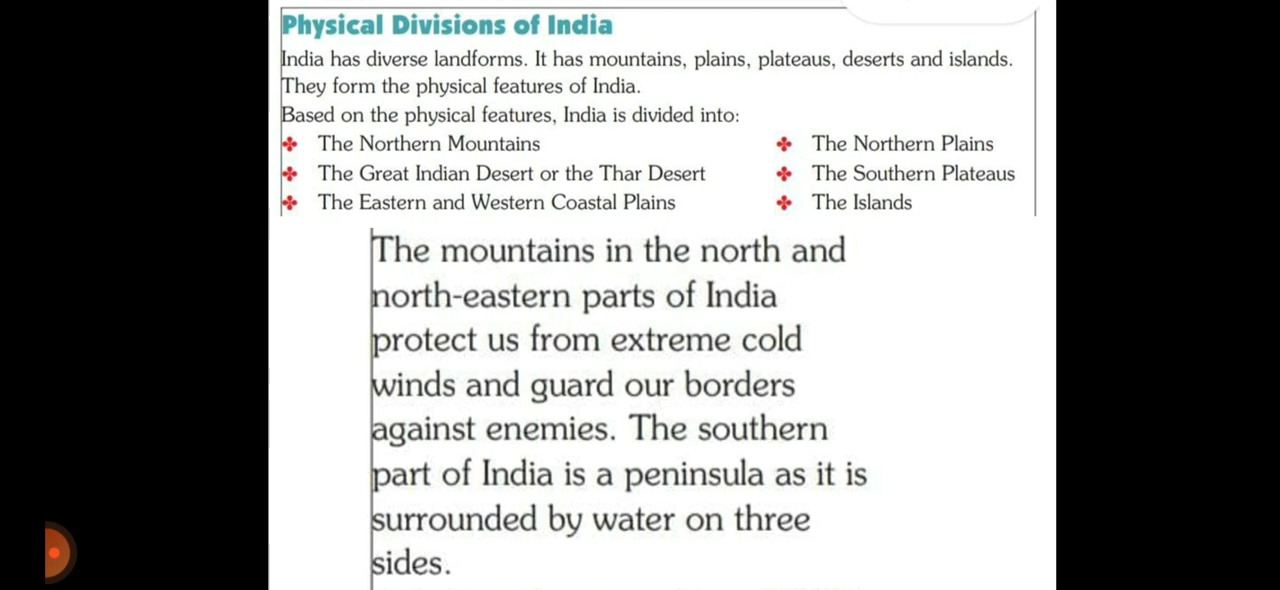 Physical Divisions of India
India has diverse landforms. It has mountains, plains, plateaus, deserts and islands.
They form the physical features of India.
Based on the physical features, India is divided into:
The Northern Mountains
The Northern Plains
The Great Indian Desert or the Thar Desert
The Southern Plateaus
The Eastern and Western Coastal Plains
The Islands
The mountains in the north and
north-eastern parts of India
protect us from extreme cold
winds and guard our borders
against enemies. The southern
part of India is a peninsula as it is
surrounded by water on three
sides.